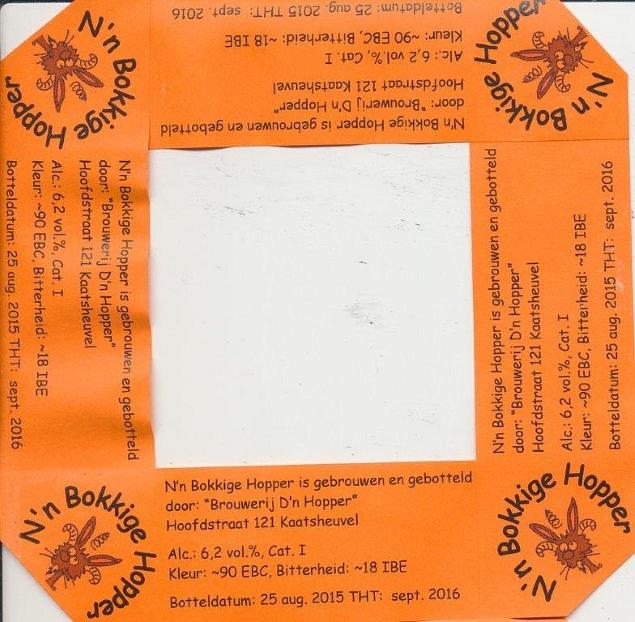 N'n Bokkige Hopper
N'n Bokkige Hopper is gebrouwen en gebotteld
door: "Brouwerij D'n Hopper"
Hoofdstraat 121 Kaatsheuvel
Alc.: 6,2 vol.%, Cat. I
Kleur: ~90 EBC, Bitterheid: ~18 IBE
Botteldatum: 25 aug. 2015 THT: sept. 2016
N'n Bokkige Hopper
N'n Bokkige Hopper is gebrouwen en gebotteld
door: "Brouwerij D'n Hopper"
Hoofdstraat 121 Kaatsheuvel
Alc.: 6,2 vol.%, Cat. I
Kleur: ~90 EBC, Bitterheid: ~18 IBE
Botteldatum: 25 aug. 2015 THT: sept. 2016
N'n Bokkige Hopper is gebrouwen en gebotteld
door: "Brouwerij D'n Hopper"
Hoofdstraat 121 Kaatsheuvel
Alc.: 6,2 vol.%, Cat. I
Kleur: ~90 EBC, Bitterheid: ~18 IBE
Botteldatum: 25 aug. 2015 THT: sept. 2016
N'n Bokkige Hopper
N'n Bokkige Hopper is gebrouwen en gebotteld
door: "Brouwerij D'n Hopper"
Hoofdstraat 121 Kaatsheuvel
Alc.: 6,2 vol.%, Cat. I
Kleur: ~90 EBC, Bitterheid: ~18 IBE
Botteldatum: 25 aug. 2015 THT: sept. 2016
N'n Bokkige Hopper